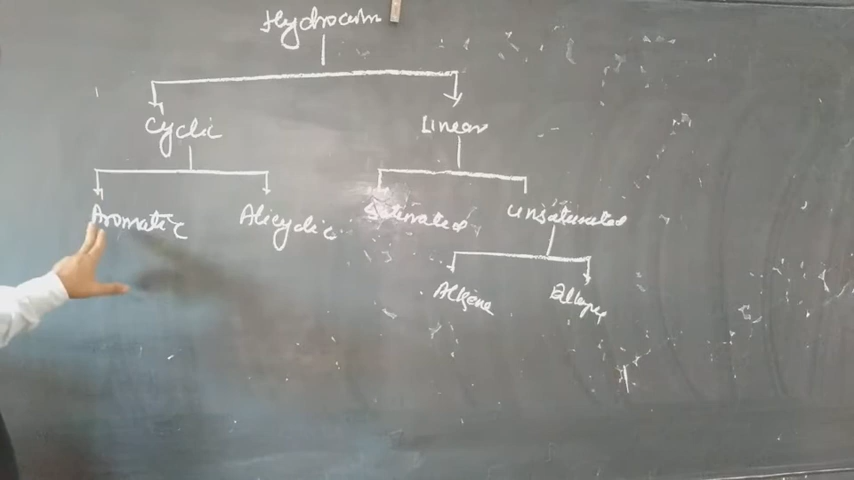 Hydrocarbon
Cyclic Linear
Aromatic Alicyclic Saturated unsaturated
Alkene Alkyne